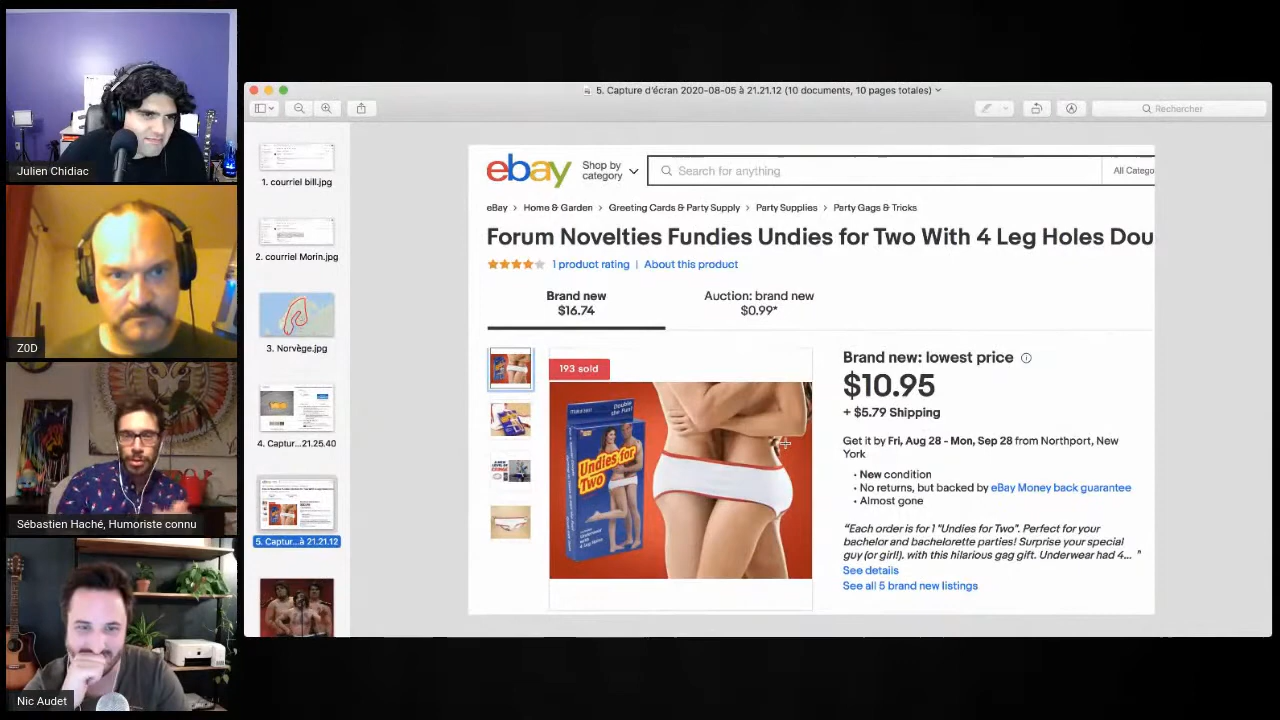 Julien Chidiac
Z0D
Sébastien Haché, Humoriste connu
Nic Audet
5. Capture d'écran 2020-08-05 à 21.21.12 (10 documents, 10 pages totales)
Rechercher
1. courriel bill.jpg
2. courriel Morin.jpg
3. Norvège.jpg
4. Captur...21.25.40
5. Captur...à 21.21.12
ebay
Shop by
category
Search for anything
All Catego
eBay > Home & Garden > Greeting Cards & Party Supply > Party Supplies > Party Gags & Tricks
Forum Novelties Fundies Undies for Two With 4 Leg Holes Dou
1 product rating | About this product
Brand new
$16.74
Auction: brand new
$0.99*
193 sold
Double
the Fun!
Undies for
Two
Underwear
with
4 Leg Holes
Brand new: lowest price
$10.95
+ $5.79 Shipping
Get it by Fri, Aug 28 - Mon, Sep 28 from Northport, New
York
• New condition
• No returns, but backed by eBay Money back guarantee
• Almost gone
“Each order is for 1 "Undies for Two". Perfect for your
bachelor and bachelorette parties! Surprise your special
guy (or girl!). with this hilarious gag gift. Underwear had 4... ”
See details
See all 5 brand new listings